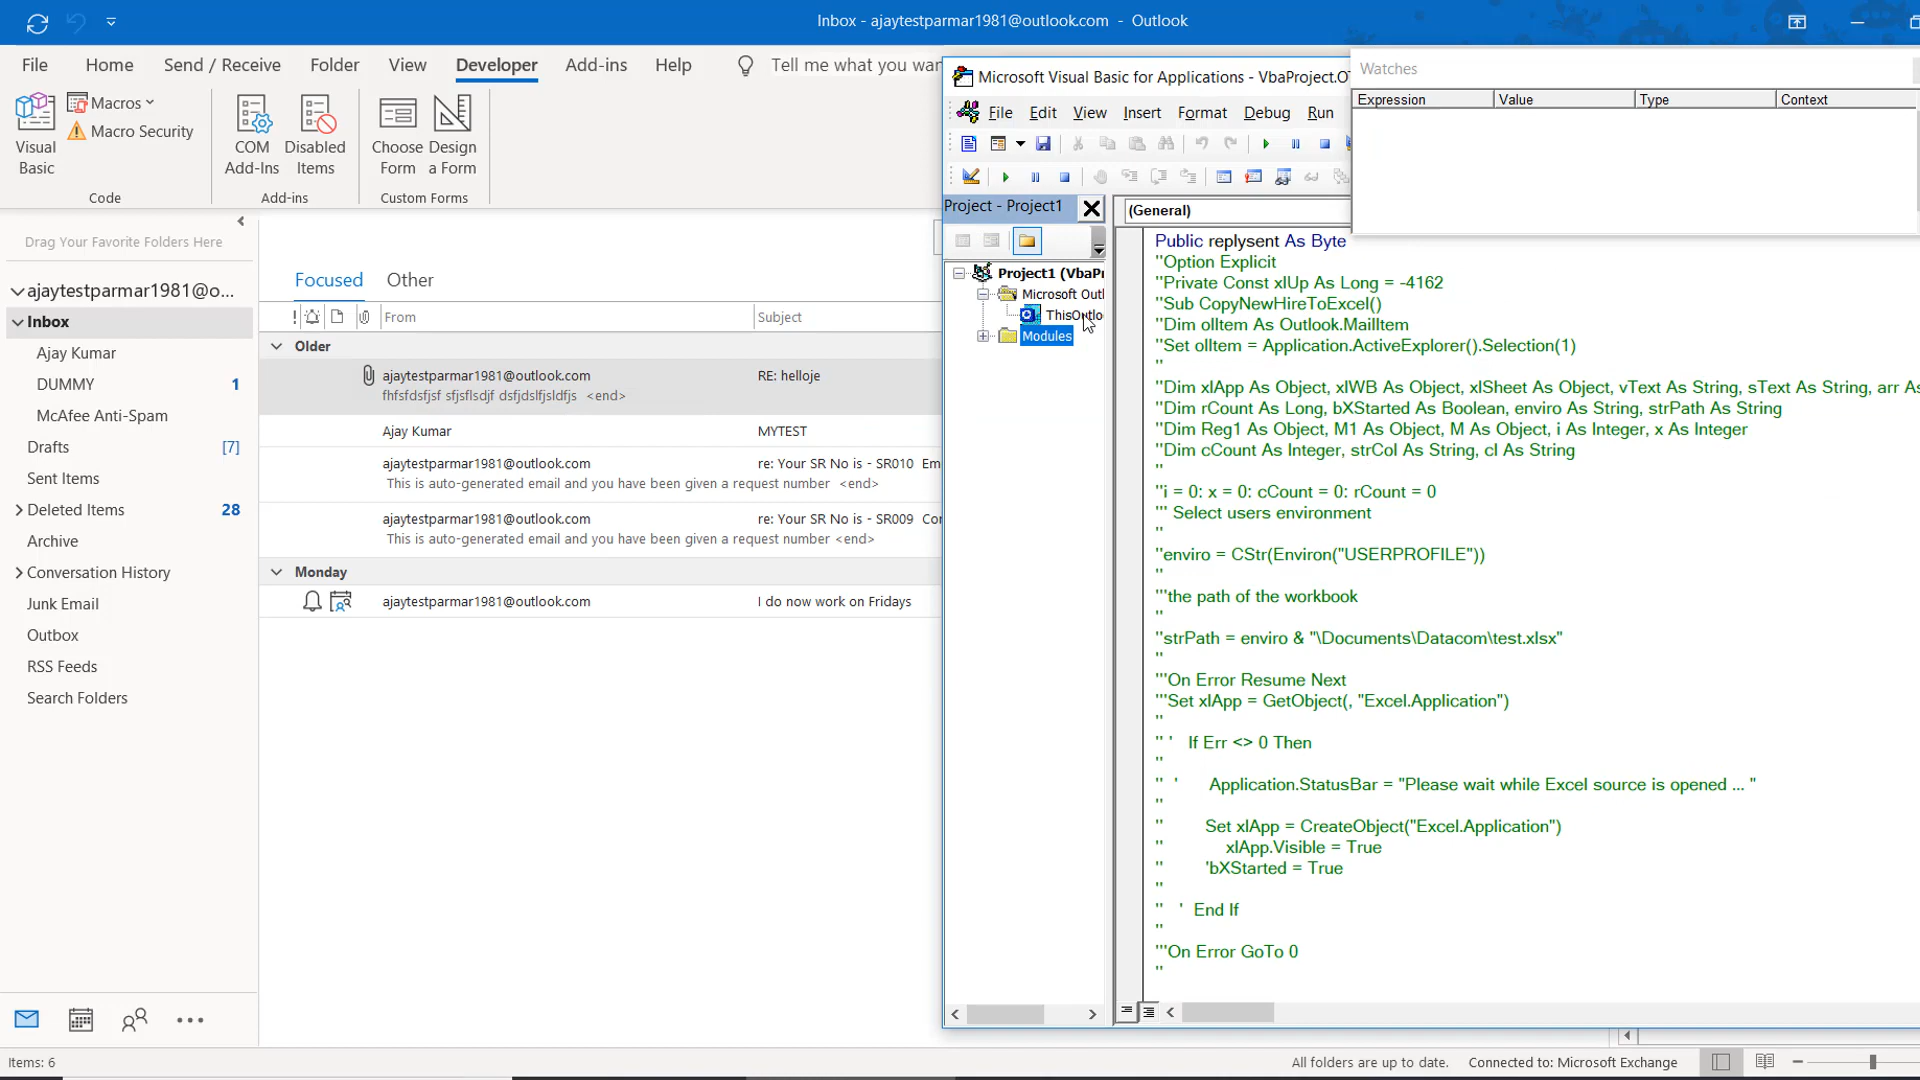 Inbox - ajaytestparmar1981@outlook.com - Outlook
File Home Send / Receive Folder View Developer Add-ins Help Tell me what you wan
Macros
Macro Security
Visual Basic
COM Add-Ins
Disabled Items
Choose Form
Design a Form
Code
Add-ins
Custom Forms
Drag Your Favorite Folders Here
ajaytestparmar1981@o...
Inbox
Ajay Kumar
DUMMY 1
McAfee Anti-Spam
Drafts [7]
Sent Items
Deleted Items 28
Archive
Conversation History
Junk Email
Outbox
RSS Feeds
Search Folders
Focused Other
! From Subject
Older
ajaytestparmar1981@outlook.com RE: helloje
fhfsfdsfjsf sfjsflsdjf dsfjdslfjsldfjs <end>
Ajay Kumar MYTEST
ajaytestparmar1981@outlook.com re: Your SR No is - SR010 Em
This is auto-generated email and you have been given a request number <end>
ajaytestparmar1981@outlook.com re: Your SR No is - SR009 Cor
This is auto-generated email and you have been given a request number <end>
Monday
ajaytestparmar1981@outlook.com I do now work on Fridays
Microsoft Visual Basic for Applications - VbaProject.OT
File Edit View Insert Format Debug Run
Project - Project1
Project1 (VbaPr
Microsoft Outl
ThisOutlo
Modules
Watches
Expression Value Type Context
(General)
Public replysent As Byte
''Option Explicit
''Private Const xlUp As Long = -4162
''Sub CopyNewHireToExcel()
''Dim olItem As Outlook.MailItem
''Set olItem = Application.ActiveExplorer().Selection(1)
''
''Dim xlApp As Object, xlWB As Object, xlSheet As Object, vText As String, sText As String, arr As
''Dim rCount As Long, bXStarted As Boolean, enviro As String, strPath As String
''Dim Reg1 As Object, M1 As Object, M As Object, i As Integer, x As Integer
''Dim cCount As Integer, strCol As String, cl As String
''
''i = 0: x = 0: cCount = 0: rCount = 0
''' Select users environment
''
''enviro = CStr(Environ("USERPROFILE"))
''
'''the path of the workbook
''
''strPath = enviro & "\Documents\Datacom\test.xlsx"
''
'''On Error Resume Next
'''Set xlApp = GetObject(, "Excel.Application")
''
'' ' If Err <> 0 Then
''
'' ' Application.StatusBar = "Please wait while Excel source is opened ... "
''
'' Set xlApp = CreateObject("Excel.Application")
'' xlApp.Visible = True
'' 'bXStarted = True
''
'' ' End If
''
'''On Error GoTo 0
''
Items: 6
All folders are up to date. Connected to: Microsoft Exchange